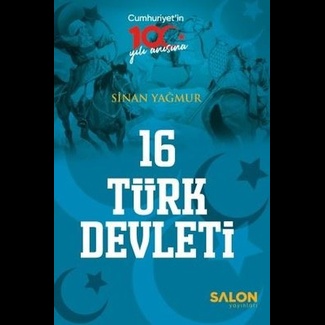 Cumhuriyet'in
100.
yılı anısına
SİNAN YAĞMUR
16
TÜRK
DEVLETİ
SALON
yayınları